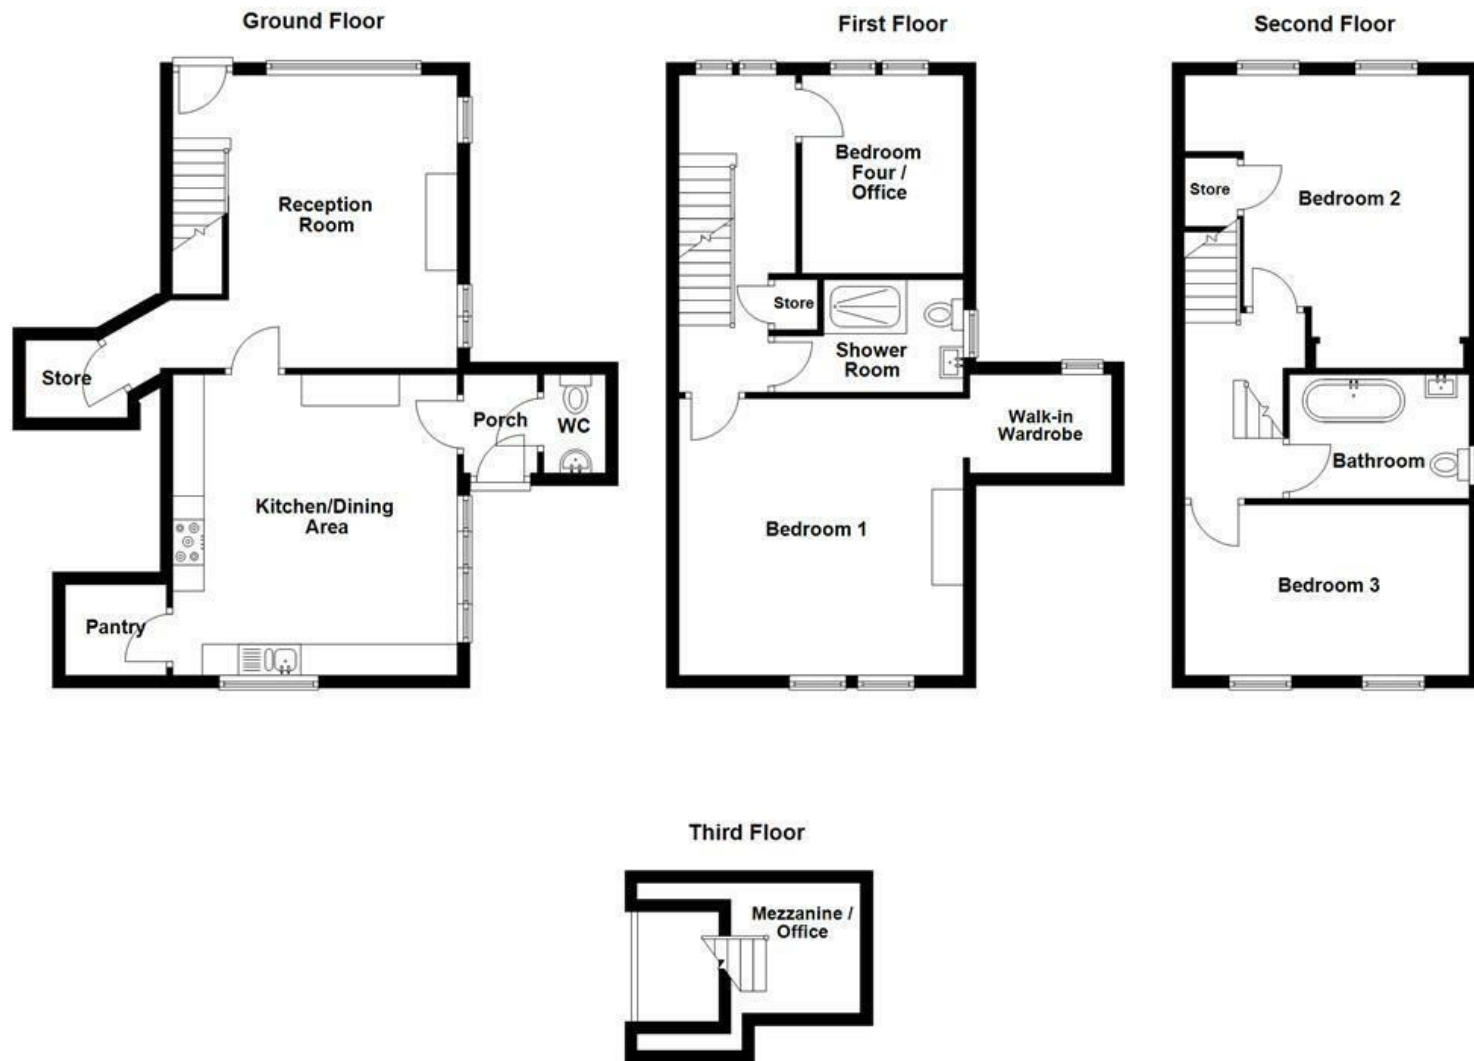 Ground Floor
Reception
Room
Store
Porch
WC
Kitchen/Dining
Area
Pantry
First Floor
Bedroom
Four /
Office
Store
Shower
Room
Walk-in
Wardrobe
Bedroom 1
Second Floor
Store
Bedroom 2
Bathroom
Bedroom 3
Third Floor
Mezzanine /
Office